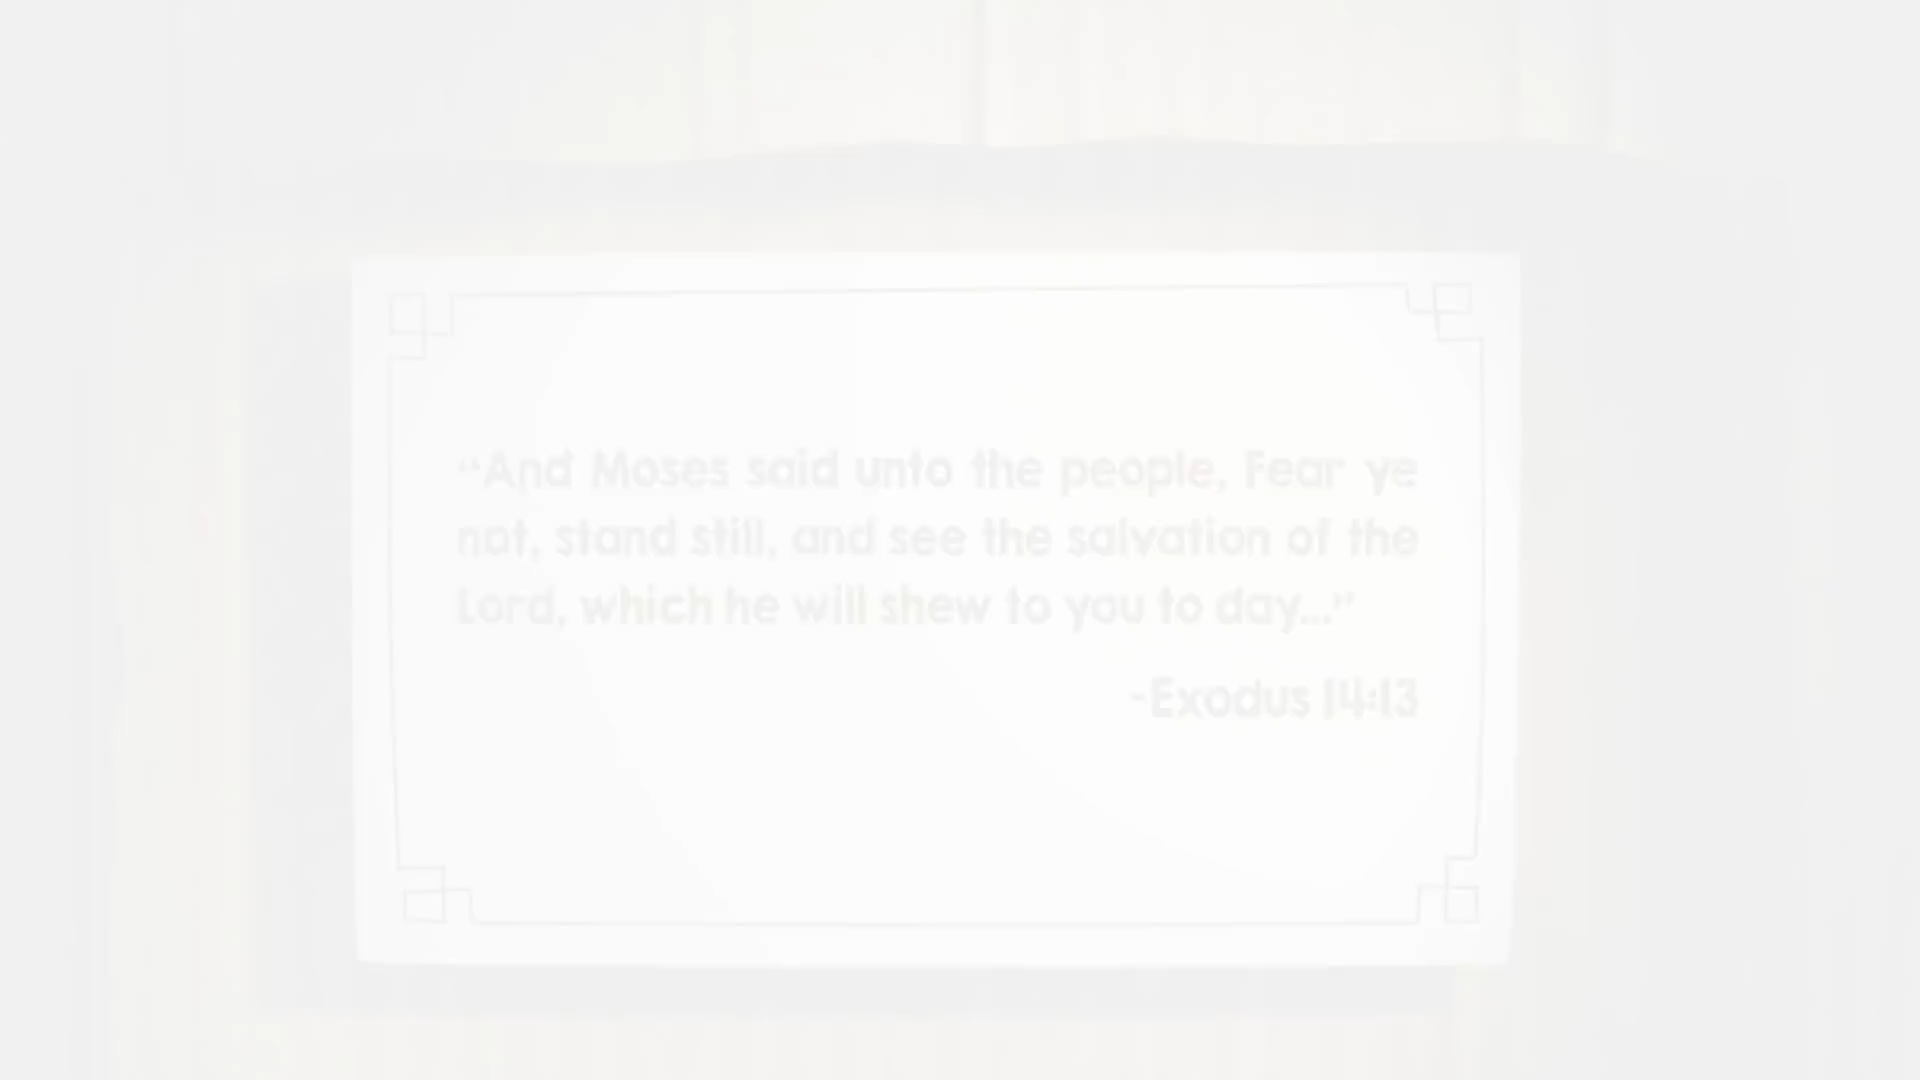 “And Moses said unto the people, Fear ye
not, stand still, and see the salvation of the
Lord, which he will shew to you to day...”
-Exodus 14:13